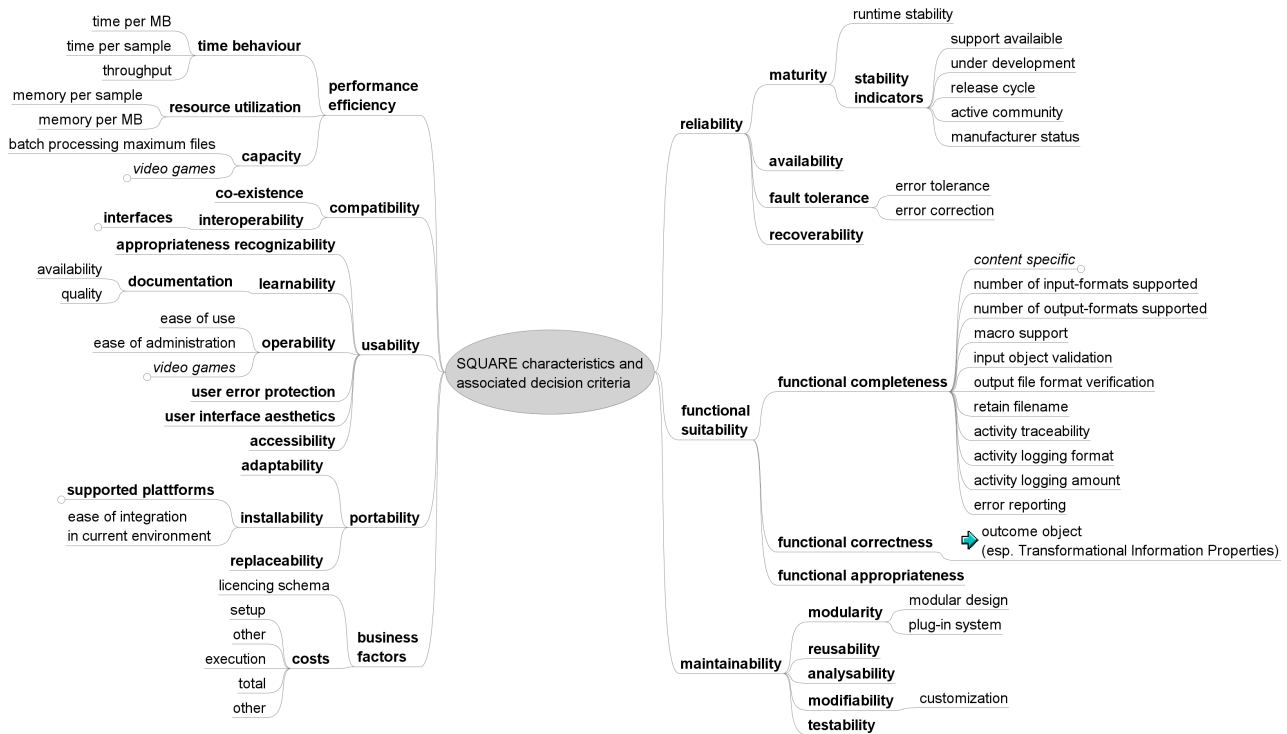 SQUARE characteristics and
associated decision criteria
performance
efficiency
time behaviour
time per MB
time per sample
throughput
resource utilization
memory per sample
memory per MB
capacity
batch processing maximum files
video games
compatibility
co-existence
interoperability
interfaces
usability
appropriateness recognizability
learnability
documentation
availability
quality
operability
ease of use
ease of administration
video games
user error protection
user interface aesthetics
accessibility
portability
adaptability
installability
supported plattforms
ease of integration
in current environment
replaceability
business
factors
licencing schema
costs
setup
other
execution
total
other
reliability
maturity
runtime stability
stability
indicators
support availaible
under development
release cycle
active community
manufacturer status
availability
fault tolerance
error tolerance
error correction
recoverability
functional
suitability
functional completeness
content specific
number of input-formats supported
number of output-formats supported
macro support
input object validation
output file format verification
retain filename
activity traceability
activity logging format
activity logging amount
error reporting
functional correctness
outcome object
(esp. Transformational Information Properties)
functional appropriateness
maintainability
modularity
modular design
plug-in system
reusability
analysability
modifiability
customization
testability